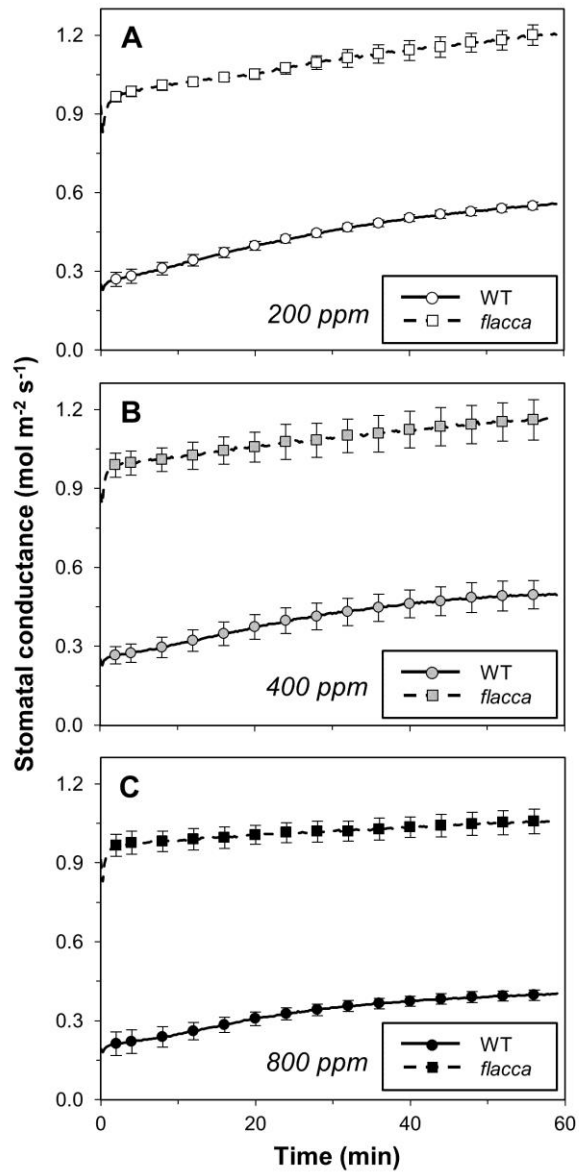 Stomatal conductance (mol m⁻² s⁻¹)
A
1.2
0.9
0.6
0.3
0.0
200 ppm
WT
flacca
B
1.2
0.9
0.6
0.3
0.0
400 ppm
WT
flacca
C
1.2
0.9
0.6
0.3
0.0
800 ppm
WT
flacca
0 20 40 60
Time (min)